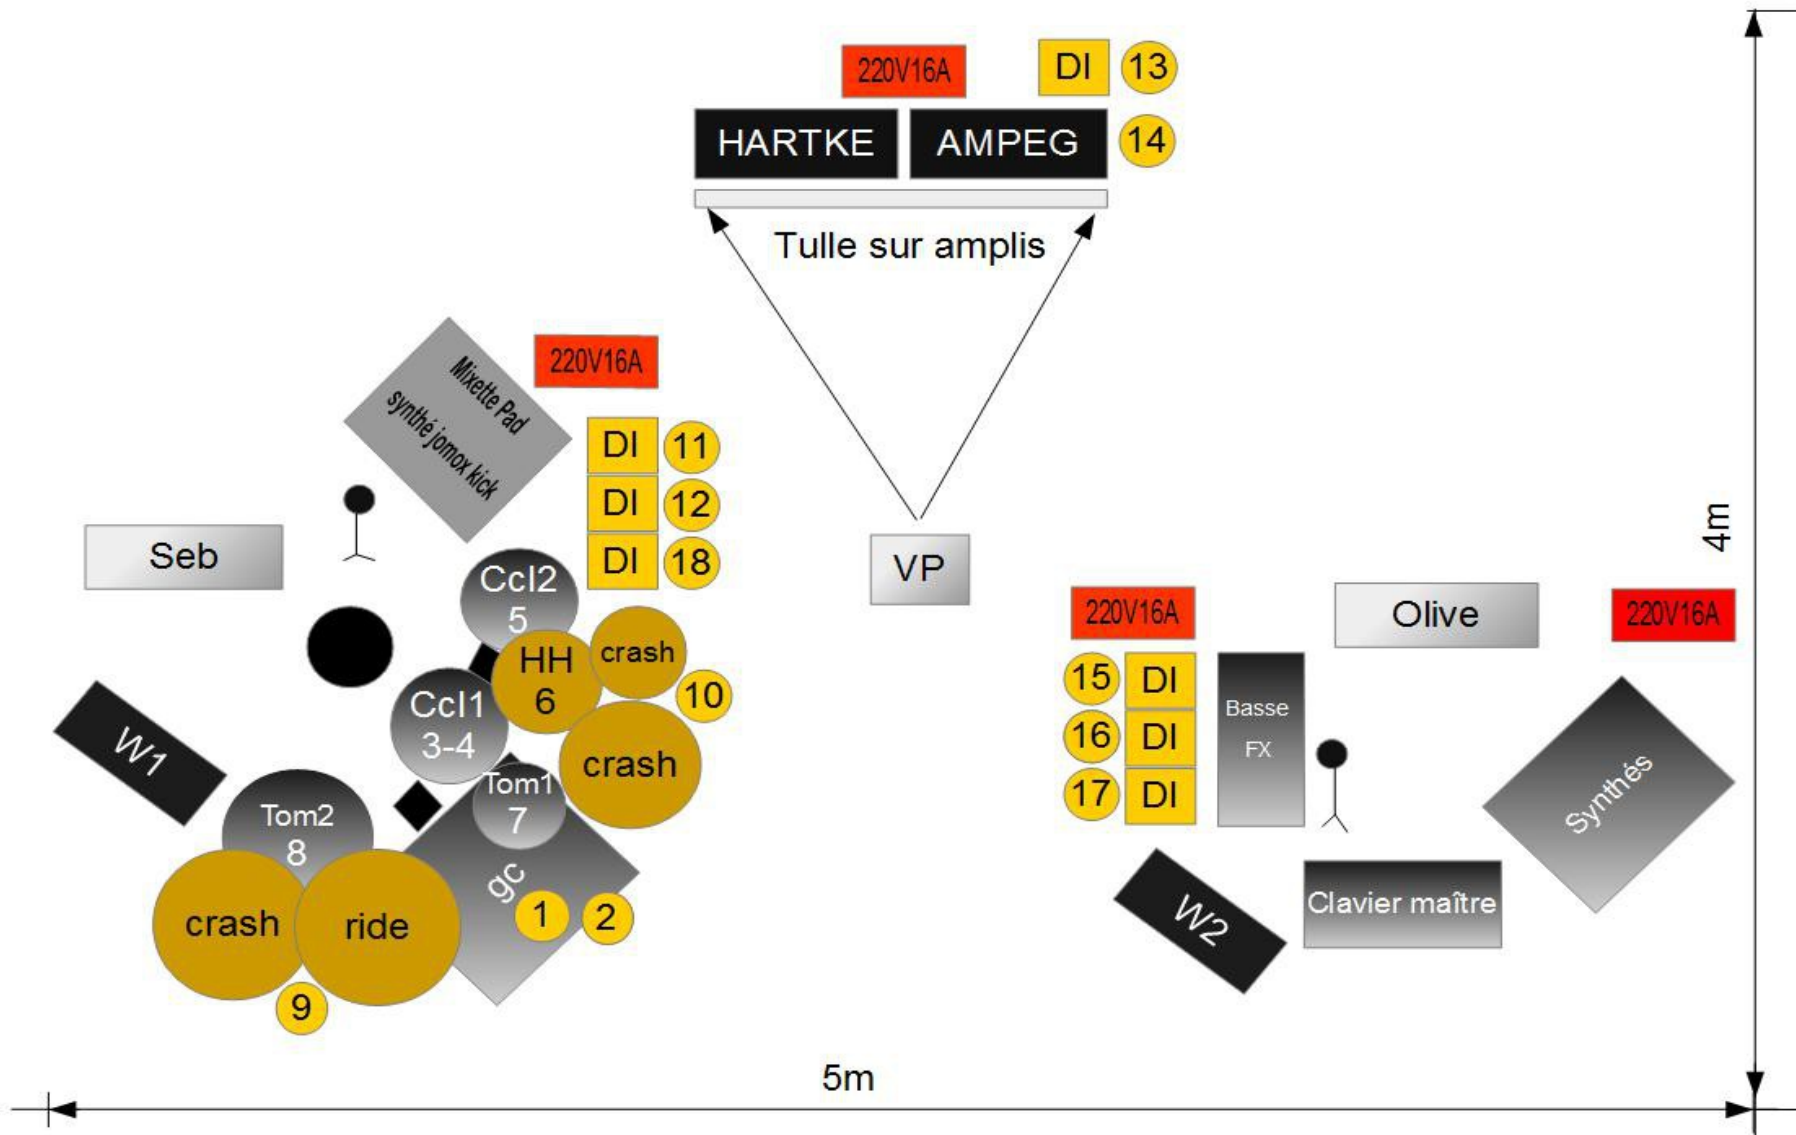 220V16A
DI
13
HARTKE
AMPEG
14
Tulle sur amplis
220V16A
Mixette Pad
synthé jomox kick
DI
11
DI
12
DI
18
Seb
VP
4m
Ccl2
5
HH
6
crash
10
Ccl1
3-4
crash
W1
Tom1
7
Tom2
8
gc
1
2
crash
ride
9
220V16A
Olive
220V16A
15
DI
16
DI
17
DI
Basse
FX
Synthés
W2
Clavier maître
5m